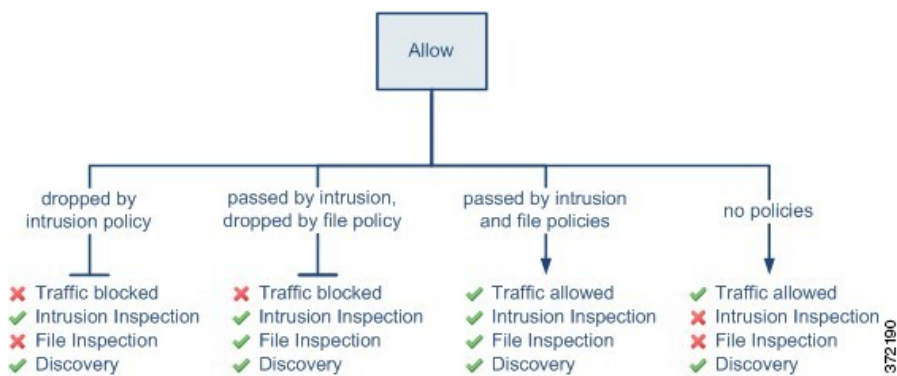 Allow
dropped by
intrusion policy
passed by intrusion,
dropped by file policy
passed by intrusion
and file policies
no policies
Traffic blocked
Intrusion Inspection
File Inspection
Discovery
Traffic blocked
Intrusion Inspection
File Inspection
Discovery
Traffic allowed
Intrusion Inspection
File Inspection
Discovery
Traffic allowed
Intrusion Inspection
File Inspection
Discovery
372190